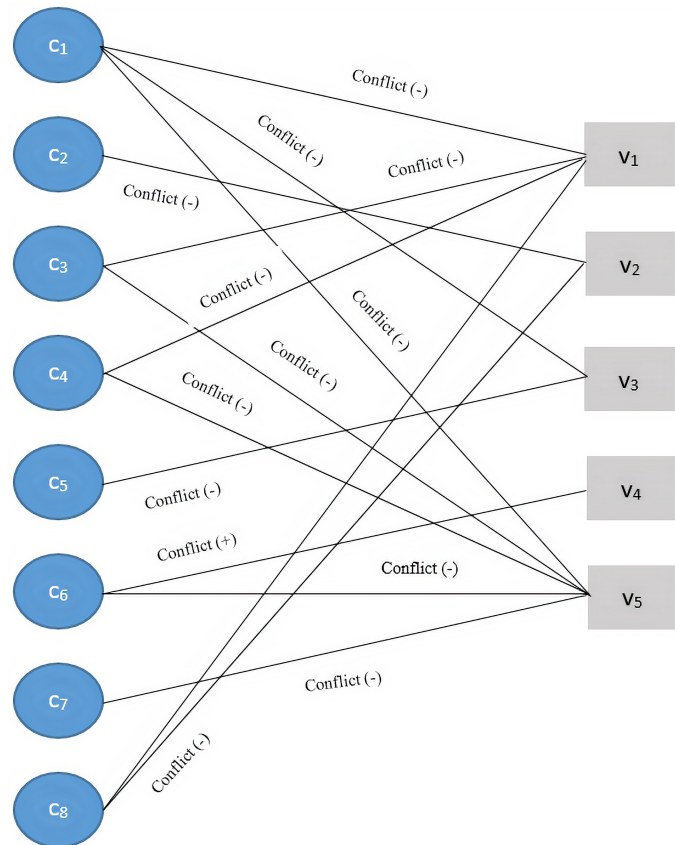 c₁
Conflict (-)
Conflict (-)
v₁
c₂
Conflict (-)
Conflict (-)
c₃
v₂
Conflict (-)
Conflict (-)
c₄
Conflict (-)
v₃
Conflict (-)
c₅
Conflict (-)
v₄
Conflict (+)
c₆
Conflict (-)
v₅
c₇
Conflict (-)
Conflict (-)
c₈